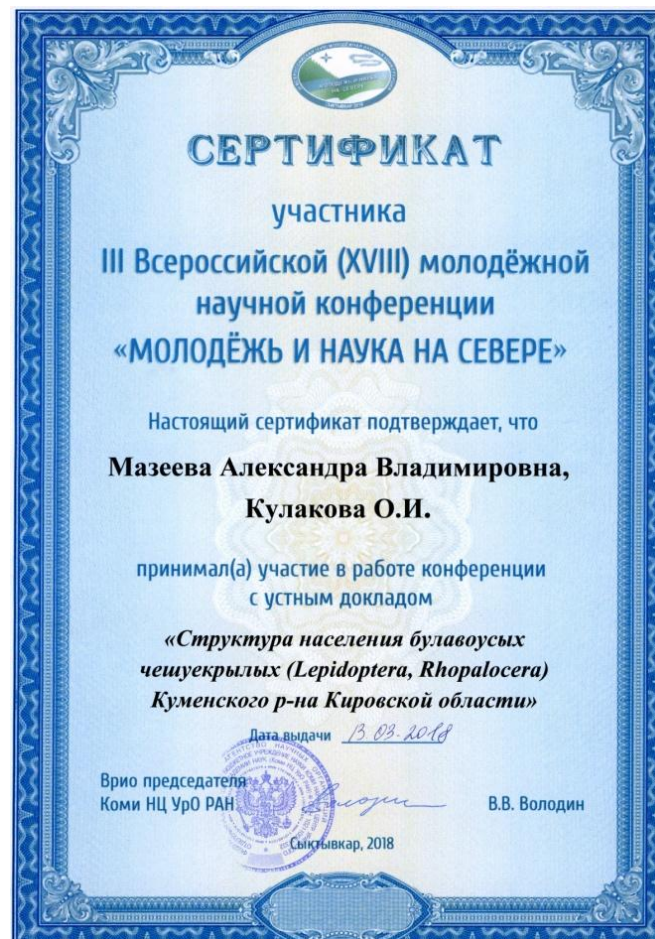 СЕРТИФИКАТ
участника
III Всероссийской (XVIII) молодёжной
научной конференции
«МОЛОДЁЖЬ И НАУКА НА СЕВЕРЕ»
Настоящий сертификат подтверждает, что
Мазеева Александра Владимировна,
Кулакова О.И.
принимал(а) участие в работе конференции
с устным докладом
«Структура населения булавоусых
чешуекрылых (Lepidoptera, Rhopalocera)
Куменского р-на Кировской области»
Дата выдачи 13.03.2018
Врио председателя
Коми НЦ УрО РАН
В.В. Володин
Сыктывкар, 2018